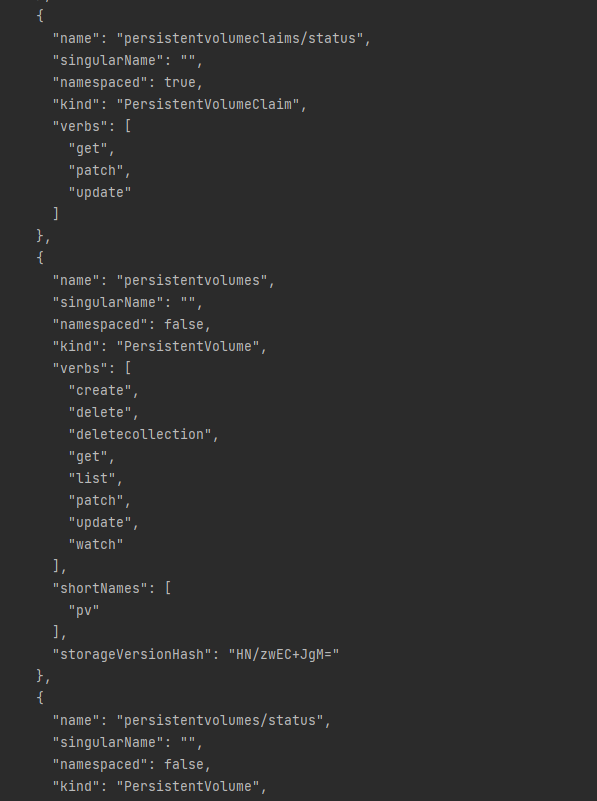 {
"name": "persistentvolumeclaims/status",
"singularName": "",
"namespaced": true,
"kind": "PersistentVolumeClaim",
"verbs": [
"get",
"patch",
"update"
]
},
{
"name": "persistentvolumes",
"singularName": "",
"namespaced": false,
"kind": "PersistentVolume",
"verbs": [
"create",
"delete",
"deletecollection",
"get",
"list",
"patch",
"update",
"watch"
],
"shortNames": [
"pv"
],
"storageVersionHash": "HN/zwEC+JgM="
},
{
"name": "persistentvolumes/status",
"singularName": "",
"namespaced": false,
"kind": "PersistentVolume",